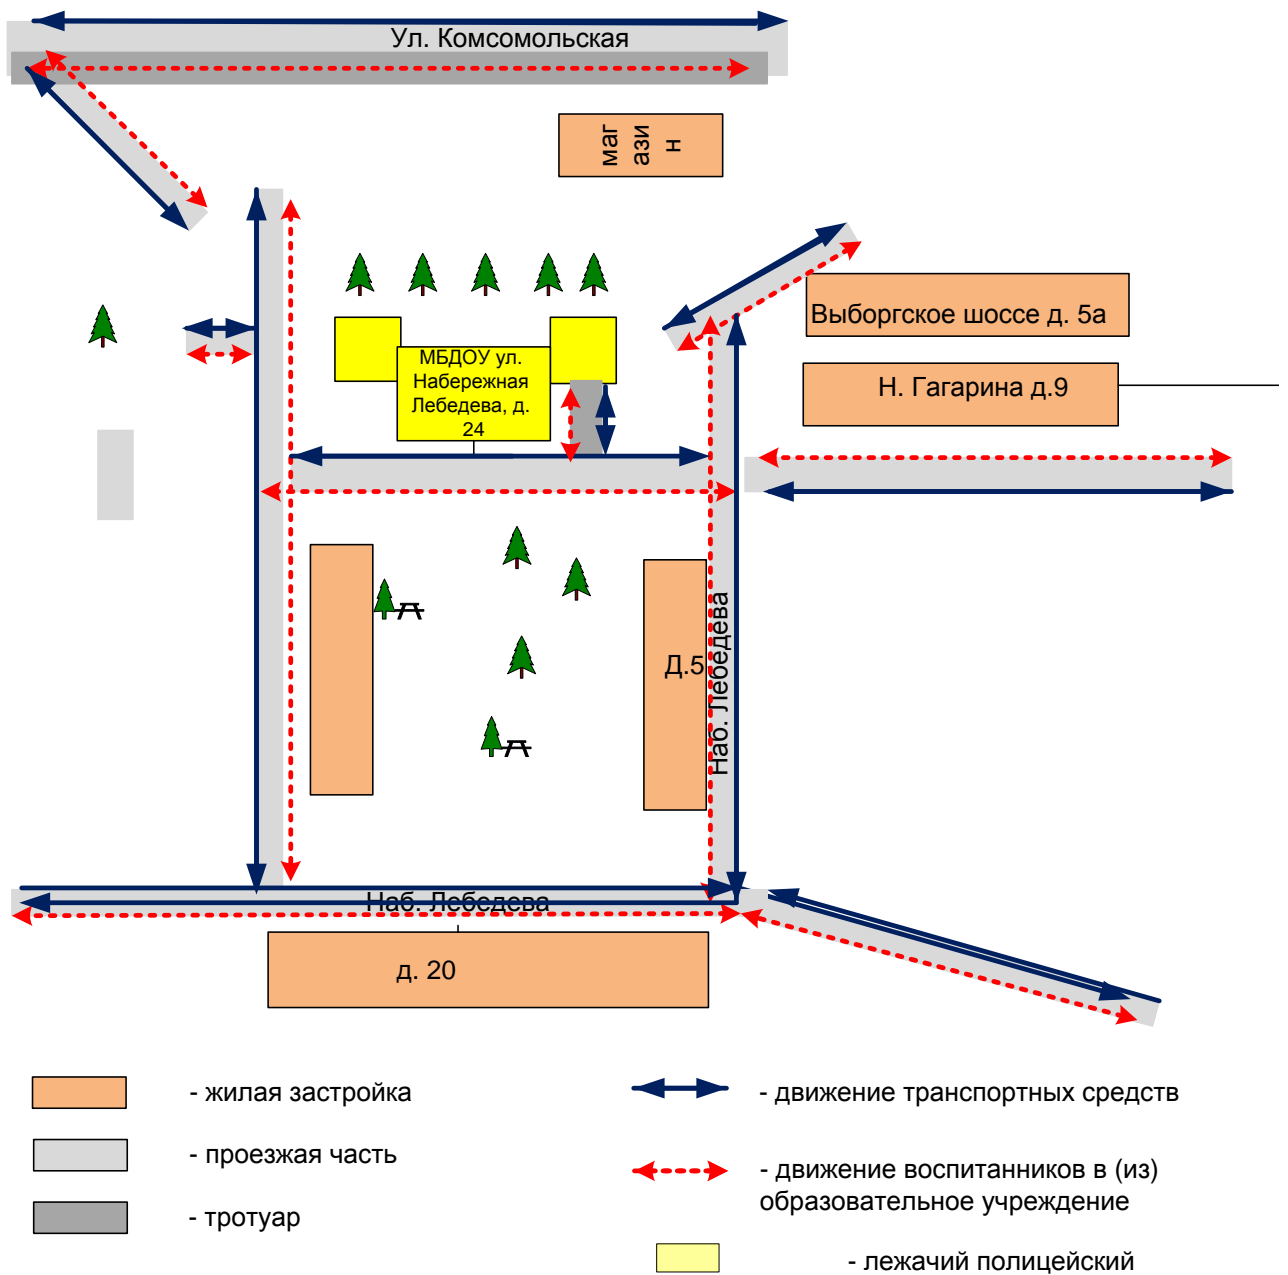 Ул. Комсомольская
маг
ази
н
Выборгское шоссе д. 5а
МБДОУ ул.
Набережная
Лебедева, д.
24
Н. Гагарина д.9
Д.5
Наб. Лебедева
Наб. Лебедева
д. 20
- жилая застройка
- движение транспортных средств
- проезжая часть
- движение воспитанников в (из)
образовательное учреждение
- тротуар
- лежачий полицейский